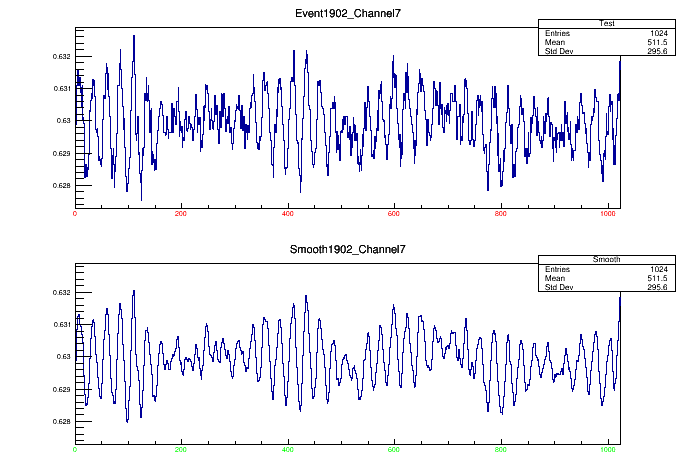 Event1902_Channel7
Test
Entries 1024
Mean 511.5
Std Dev 295.6
0.632
0.631
0.63
0.629
0.628
0 200 400 600 800 1000
Smooth1902_Channel7
Smooth
Entries 1024
Mean 511.5
Std Dev 295.6
0.632
0.631
0.63
0.629
0.628
0 200 400 600 800 1000